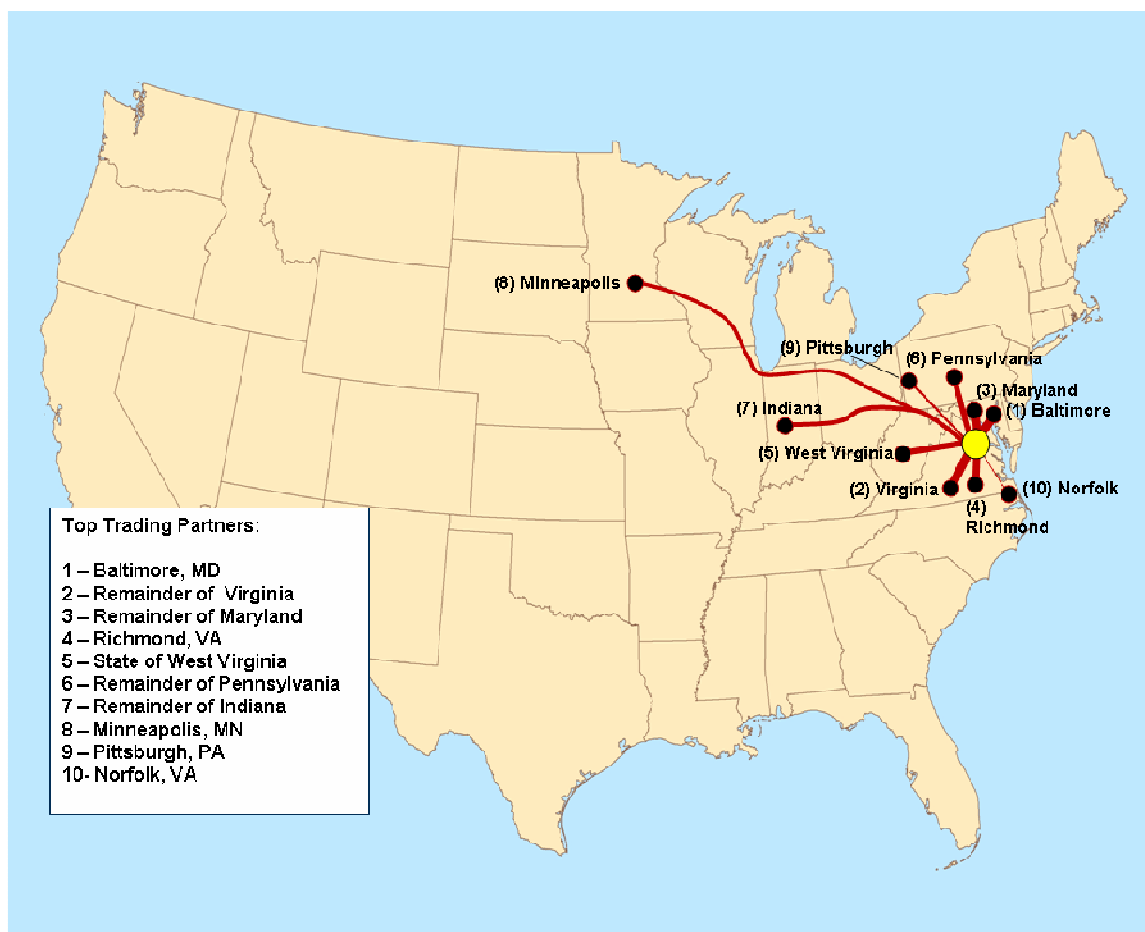 (8) Minneapolis
(9) Pittsburgh
(6) Pennsylvania
(3) Maryland
(7) Indiana
(1) Baltimore
(5) West Virginia
(2) Virginia
(10) Norfolk
(4)
Richmond
Top Trading Partners:
1 – Baltimore, MD
2 – Remainder of Virginia
3 – Remainder of Maryland
4 – Richmond, VA
5 – State of West Virginia
6 – Remainder of Pennsylvania
7 – Remainder of Indiana
8 – Minneapolis, MN
9 – Pittsburgh, PA
10- Norfolk, VA